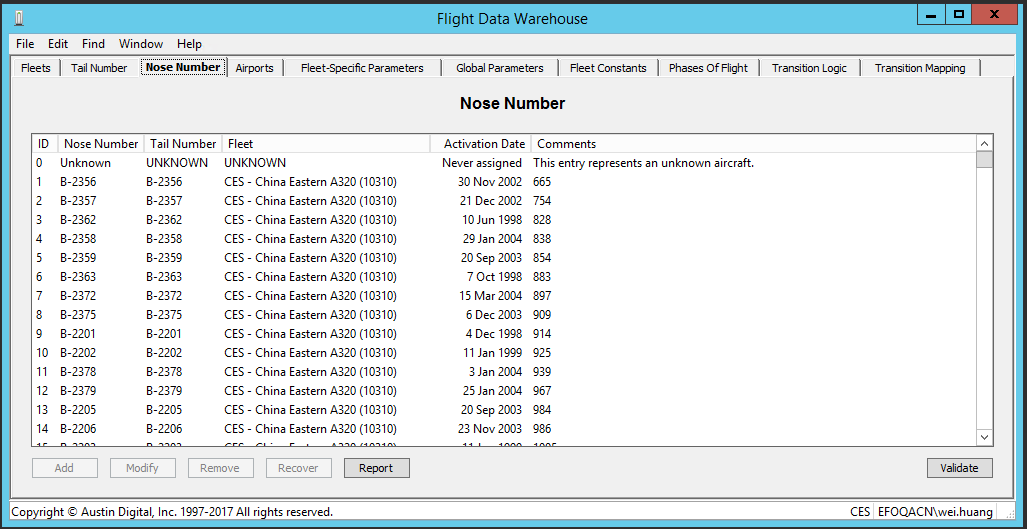 Flight Data Warehouse
File Edit Find Window Help
Fleets Tail Number Nose Number Airports Fleet-Specific Parameters Global Parameters Fleet Constants Phases Of Flight Transition Logic Transition Mapping
Nose Number
ID Nose Number Tail Number Fleet Activation Date Comments
0 Unknown UNKNOWN UNKNOWN Never assigned This entry represents an unknown aircraft.
1 B-2356 B-2356 CES - China Eastern A320 (10310) 30 Nov 2002 665
2 B-2357 B-2357 CES - China Eastern A320 (10310) 21 Dec 2002 754
3 B-2362 B-2362 CES - China Eastern A320 (10310) 10 Jun 1998 828
4 B-2358 B-2358 CES - China Eastern A320 (10310) 29 Jan 2004 838
5 B-2359 B-2359 CES - China Eastern A320 (10310) 20 Sep 2003 854
6 B-2363 B-2363 CES - China Eastern A320 (10310) 7 Oct 1998 883
7 B-2372 B-2372 CES - China Eastern A320 (10310) 15 Mar 2004 897
8 B-2375 B-2375 CES - China Eastern A320 (10310) 6 Dec 2003 909
9 B-2201 B-2201 CES - China Eastern A320 (10310) 4 Dec 1998 914
10 B-2202 B-2202 CES - China Eastern A320 (10310) 11 Jan 1999 925
11 B-2378 B-2378 CES - China Eastern A320 (10310) 3 Jan 2004 939
12 B-2379 B-2379 CES - China Eastern A320 (10310) 25 Jan 2004 967
13 B-2205 B-2205 CES - China Eastern A320 (10310) 20 Sep 2003 984
14 B-2206 B-2206 CES - China Eastern A320 (10310) 23 Nov 2003 986
Add Modify Remove Recover Report Validate
Copyright © Austin Digital, Inc. 1997-2017 All rights reserved. CES EFOQACN\wei.huang